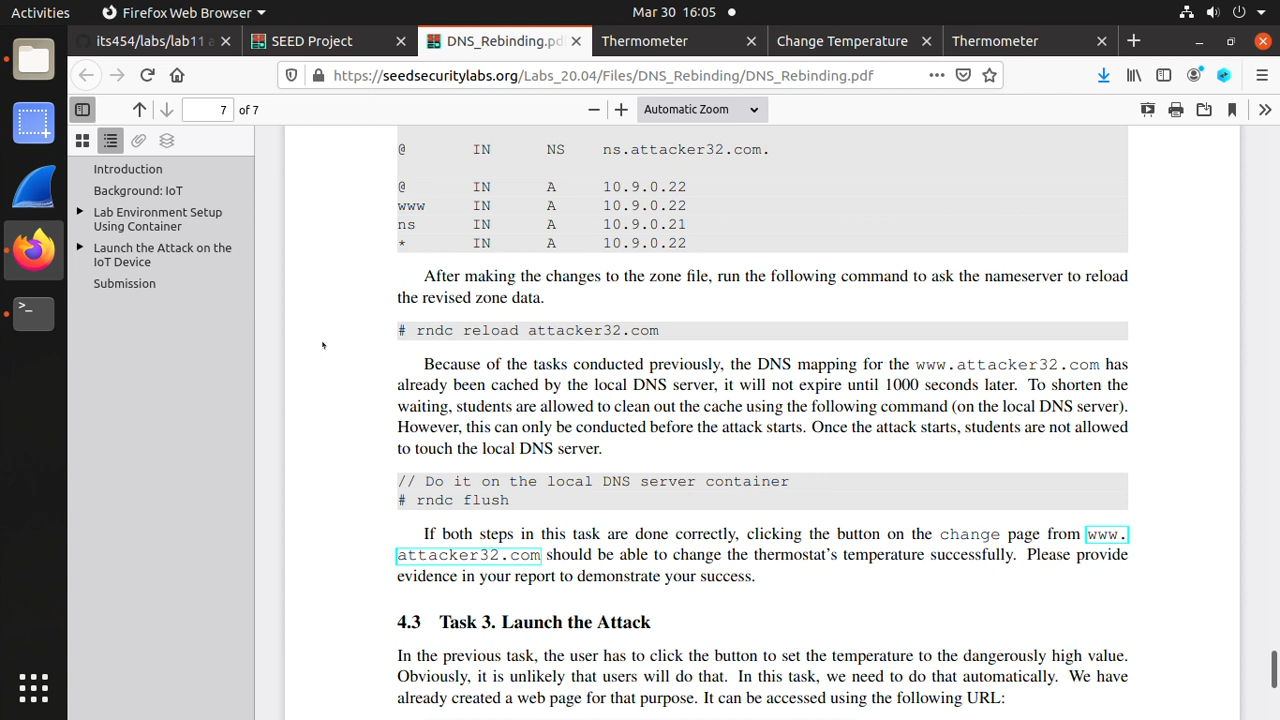 Activities
Firefox Web Browser
Mar 30 16:05
its454/labs/lab11 a
SEED Project
DNS_Rebinding.pdf
Thermometer
Change Temperature
Thermometer
https://seedsecuritylabs.org/Labs_20.04/Files/DNS_Rebinding/DNS_Rebinding.pdf
7 of 7
Automatic Zoom
Introduction
Background: IoT
Lab Environment Setup
Using Container
Launch the Attack on the
IoT Device
Submission
@ IN NS ns.attacker32.com.
@ IN A 10.9.0.22
www IN A 10.9.0.22
ns IN A 10.9.0.21
* IN A 10.9.0.22
After making the changes to the zone file, run the following command to ask the nameserver to reload
the revised zone data.
# rndc reload attacker32.com
Because of the tasks conducted previously, the DNS mapping for the www.attacker32.com has
already been cached by the local DNS server, it will not expire until 1000 seconds later. To shorten the
waiting, students are allowed to clean out the cache using the following command (on the local DNS server).
However, this can only be conducted before the attack starts. Once the attack starts, students are not allowed
to touch the local DNS server.
// Do it on the local DNS server container
# rndc flush
If both steps in this task are done correctly, clicking the button on the change page from www.
attacker32.com should be able to change the thermostat's temperature successfully. Please provide
evidence in your report to demonstrate your success.
4.3 Task 3. Launch the Attack
In the previous task, the user has to click the button to set the temperature to the dangerously high value.
Obviously, it is unlikely that users will do that. In this task, we need to do that automatically. We have
already created a web page for that purpose. It can be accessed using the following URL: